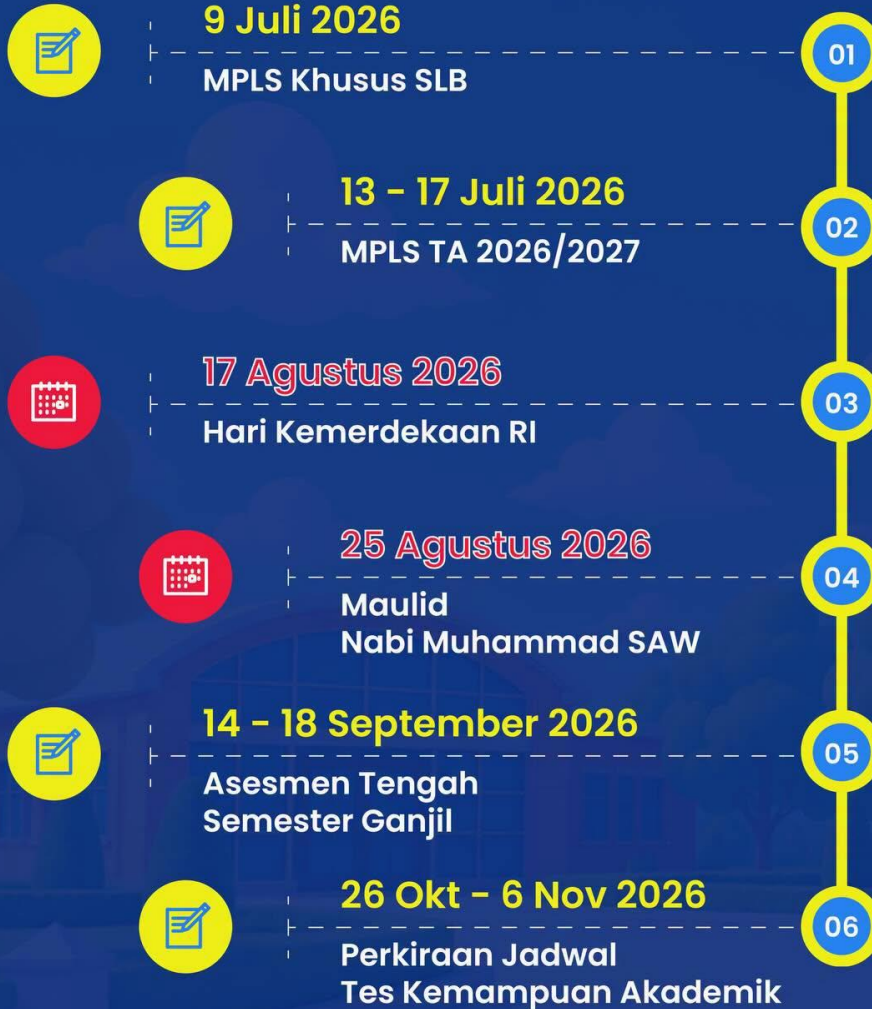 9 Juli 2026
MPLS Khusus SLB
01
13 - 17 Juli 2026
MPLS TA 2026/2027
02
17 Agustus 2026
Hari Kemerdekaan RI
03
25 Agustus 2026
Maulid
Nabi Muhammad SAW
04
14 - 18 September 2026
Asesmen Tengah
Semester Ganjil
05
26 Okt - 6 Nov 2026
Perkiraan Jadwal
Tes Kemampuan Akademik
06